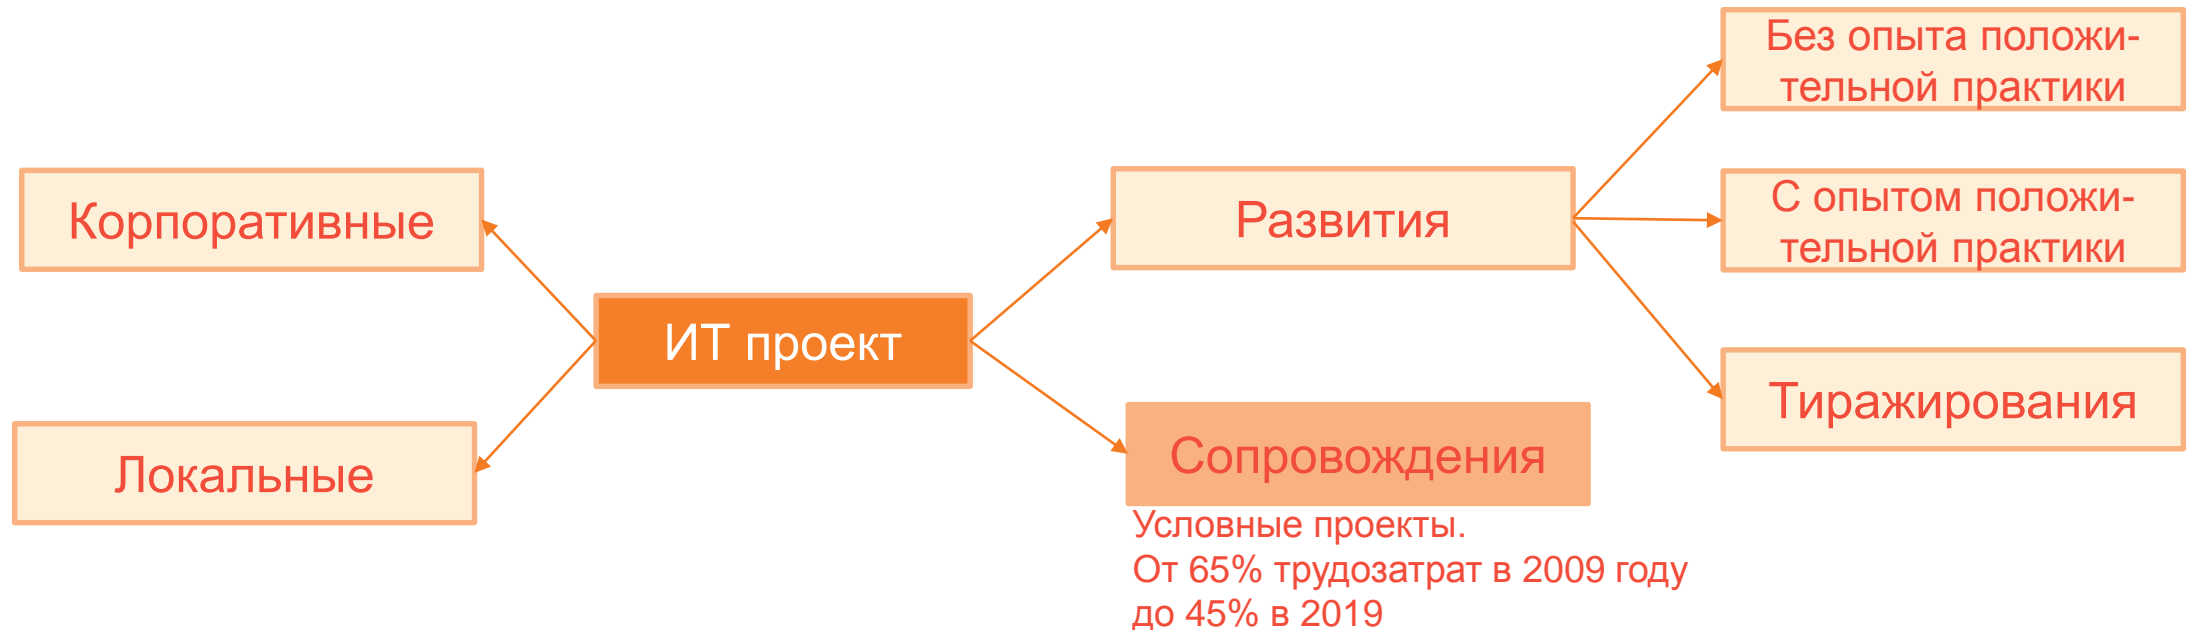 Без опыта положи-
тельной практики
Корпоративные
Развития
С опытом положи-
тельной практики
ИТ проект
Тиражирования
Локальные
Сопровождения
Условные проекты.
От 65% трудозатрат в 2009 году
до 45% в 2019